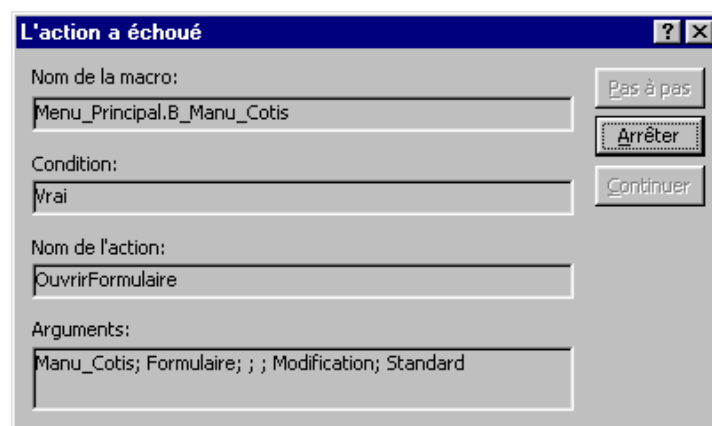 L'action a échoué
Nom de la macro:
Menu_Principal.B_Manu_Cotis
Pas à pas
Arrêter
Condition:
Vrai
Continuer
Nom de l'action:
OuvrirFormulaire
Arguments:
Manu_Cotis; Formulaire; ; ; Modification; Standard